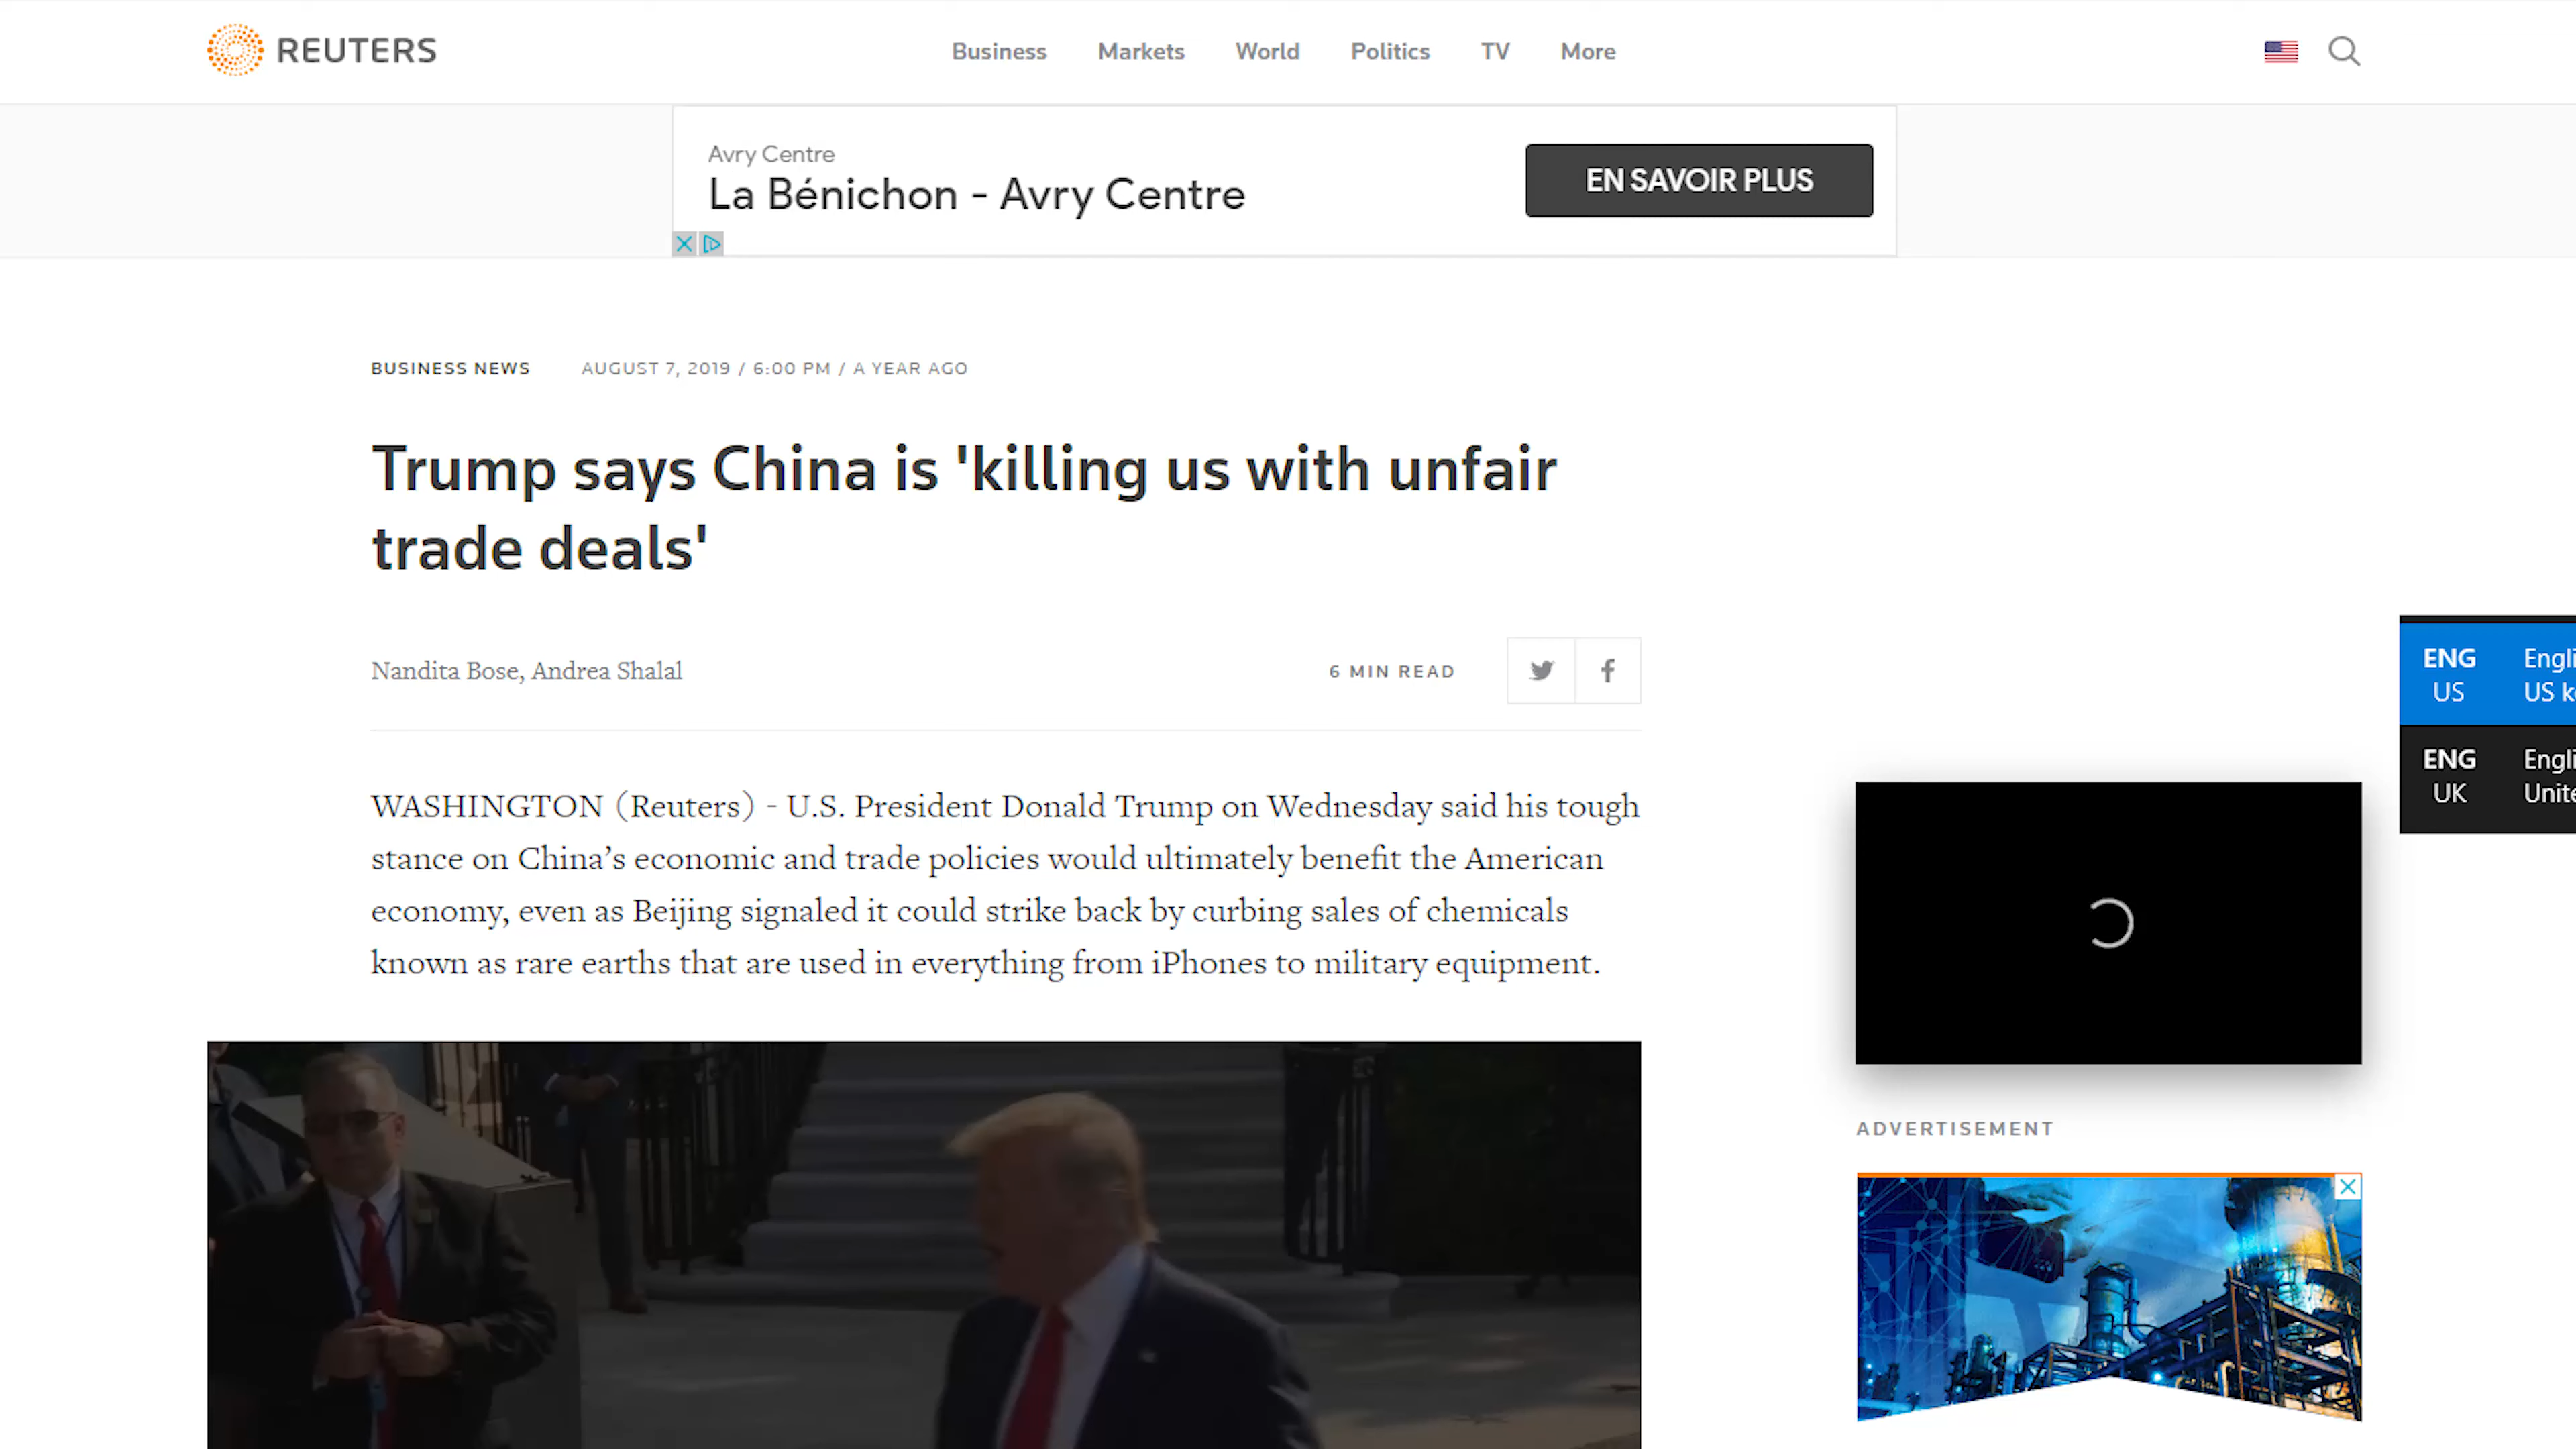 REUTERS
Business Markets World Politics TV More
Avry Centre
La Bénichon - Avry Centre
EN SAVOIR PLUS
BUSINESS NEWS AUGUST 7, 2019 / 6:00 PM / A YEAR AGO
Trump says China is 'killing us with unfair
trade deals'
Nandita Bose, Andrea Shalal
6 MIN READ
ENG Engli
US US k
ENG Engli
UK Unite
WASHINGTON (Reuters) - U.S. President Donald Trump on Wednesday said his tough
stance on China’s economic and trade policies would ultimately benefit the American
economy, even as Beijing signaled it could strike back by curbing sales of chemicals
known as rare earths that are used in everything from iPhones to military equipment.
ADVERTISEMENT